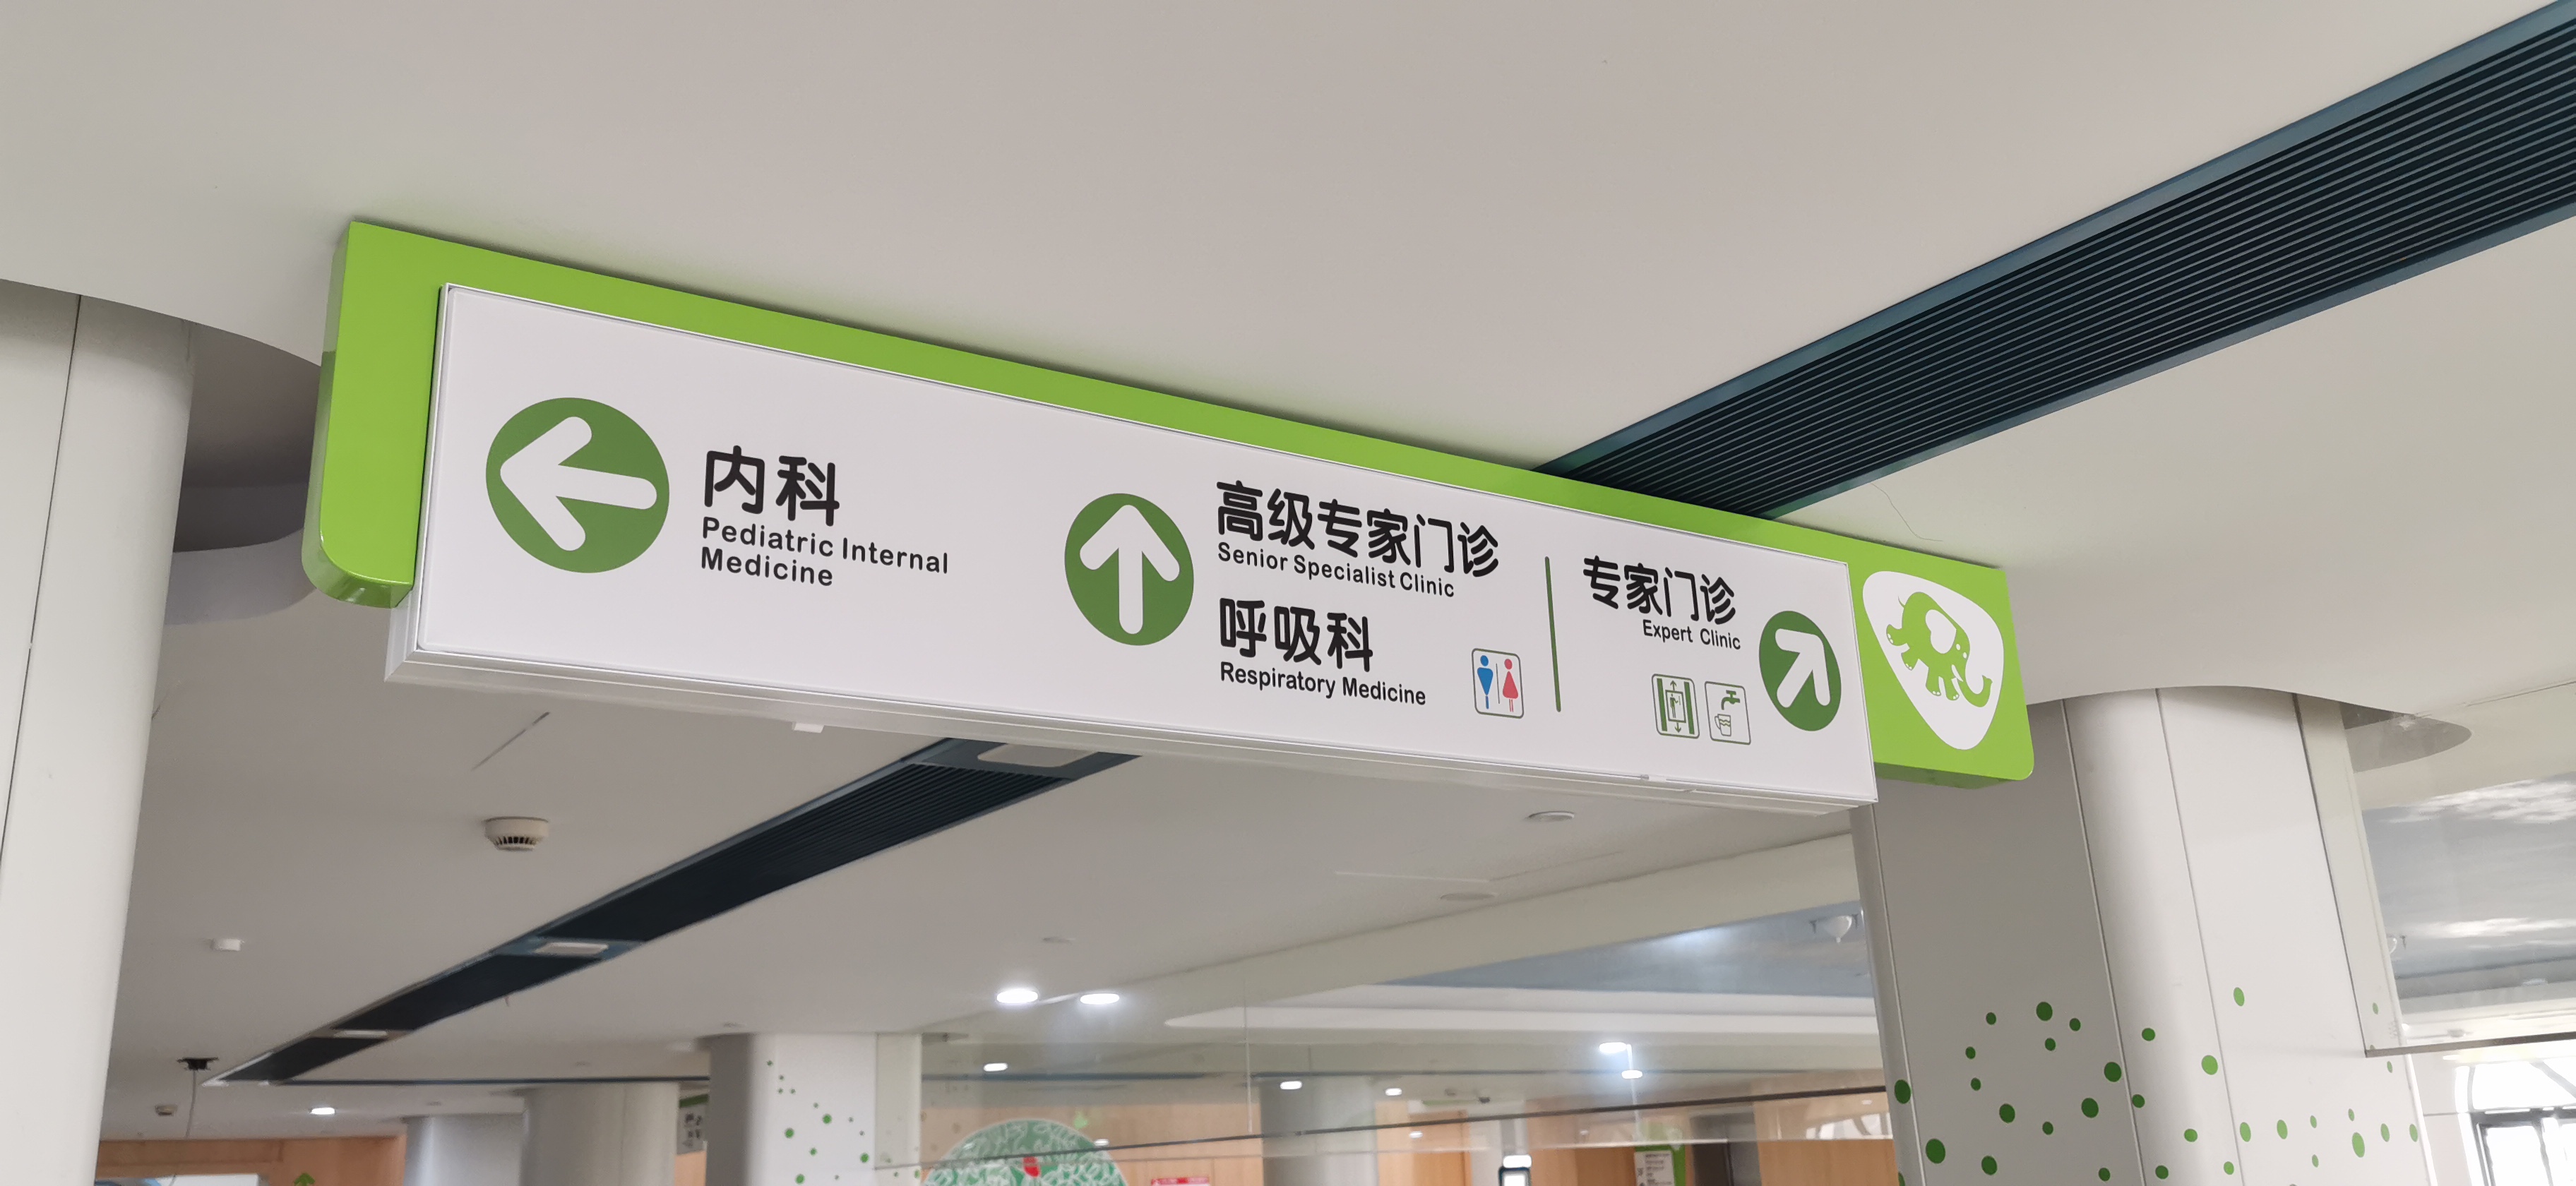 内科
Pediatric Internal
Medicine
高级专家门诊
Senior Specialist Clinic
呼吸科
Respiratory Medicine
专家门诊
Expert Clinic